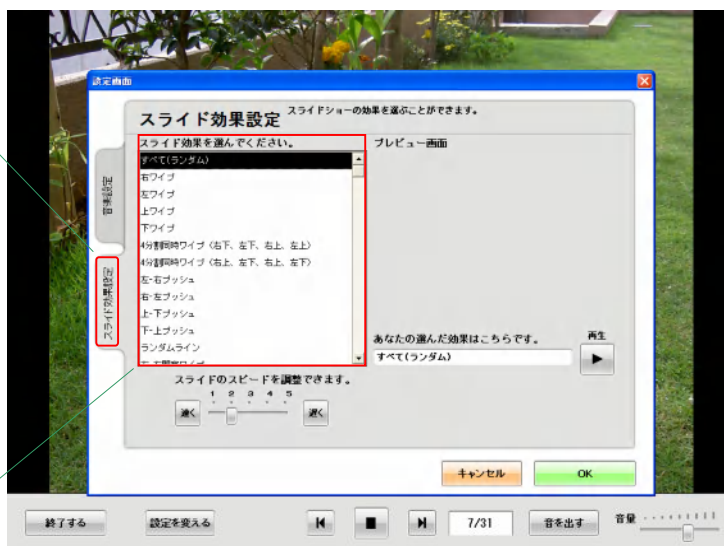 設定画面
スライド効果設定 スライドショーの効果を選ぶことができます。
音楽設定
スライド効果設定
スライド効果を選んでください。
すべて(ランダム)
右ワイプ
左ワイプ
上ワイプ
下ワイプ
4分割同時ワイプ(右下、左下、右上、左上)
4分割同時ワイプ(右上、左下、右上、左下)
左-右プッシュ
右-左プッシュ
上-下プッシュ
下-上プッシュ
ランダムライン
プレビュー画面
あなたの選んだ効果はこちらです。
すべて(ランダム)
再生
スライドのスピードを調整できます。
1 2 3 4 5
速く
遅く
キャンセル
OK
終了する
設定を変える
7/31
音を出す
音量